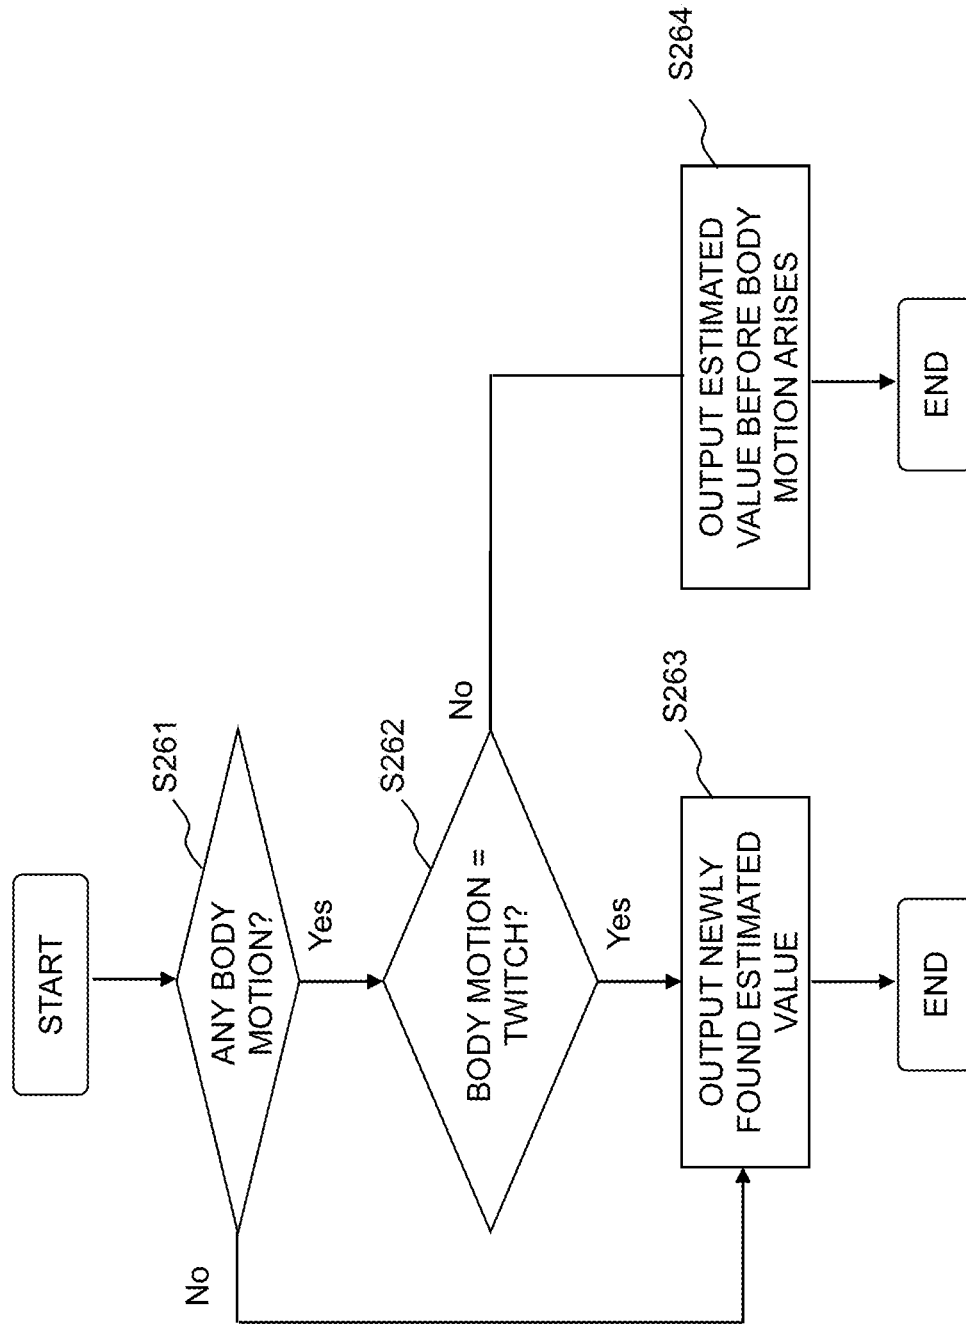 START
S261
ANY BODY
MOTION?
No
Yes
S262
BODY MOTION =
TWITCH?
No
Yes
S263
OUTPUT NEWLY
FOUND ESTIMATED
VALUE
S264
OUTPUT ESTIMATED
VALUE BEFORE BODY
MOTION ARISES
END
END